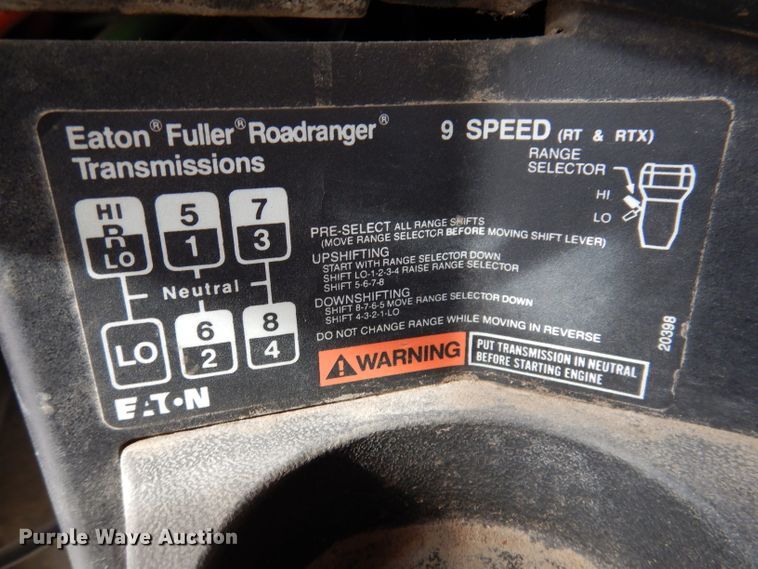 Eaton® Fuller® Roadranger®
Transmissions
9 SPEED (RT & RTX)
RANGE
SELECTOR
HI
LO
HI
R
LO
5
1
7
3
Neutral
LO
6
2
8
4
PRE-SELECT ALL RANGE SHIFTS
(MOVE RANGE SELECTOR BEFORE MOVING SHIFT LEVER)
UPSHIFTING
START WITH RANGE SELECTOR DOWN
SHIFT LO-1-2-3-4 RAISE RANGE SELECTOR
SHIFT 5-6-7-8
DOWNSHIFTING
SHIFT 8-7-6-5 MOVE RANGE SELECTOR DOWN
SHIFT 4-3-2-1-LO
DO NOT CHANGE RANGE WHILE MOVING IN REVERSE
WARNING
PUT TRANSMISSION IN NEUTRAL
BEFORE STARTING ENGINE
20398
EATON
Purple Wave Auction